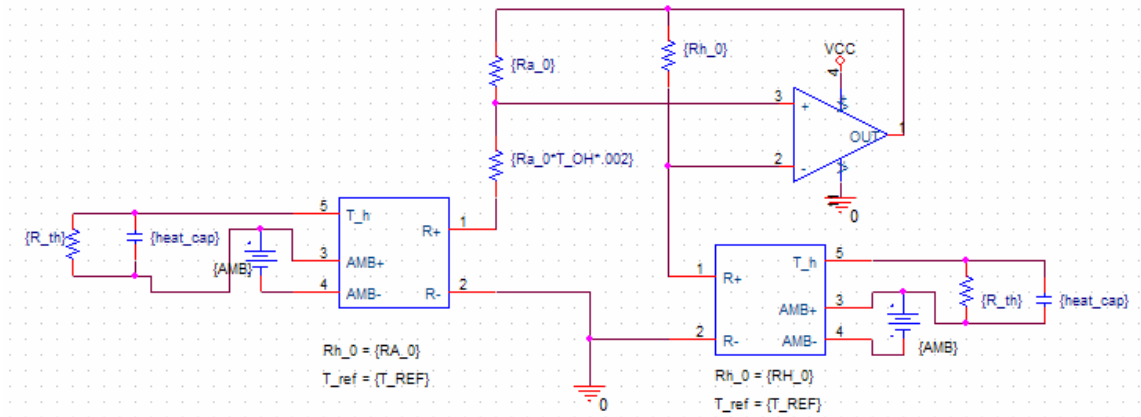 {Ra_0}
{Rh_0}
VCC
4
3
+
OUT
1
2
-
0
{Ra_0*T_OH*.002}
{R_th}
{heat_cap}
5
T_h
1
R+
3
AMB+
{AMB}
4
AMB-
2
R-
Rh_0 = {RA_0}
T_ref = {T_REF}
0
1
R+
T_h
5
AMB+
3
2
R-
AMB-
4
{R_th}
{heat_cap}
{AMB}
Rh_0 = {RH_0}
T_ref = {T_REF}